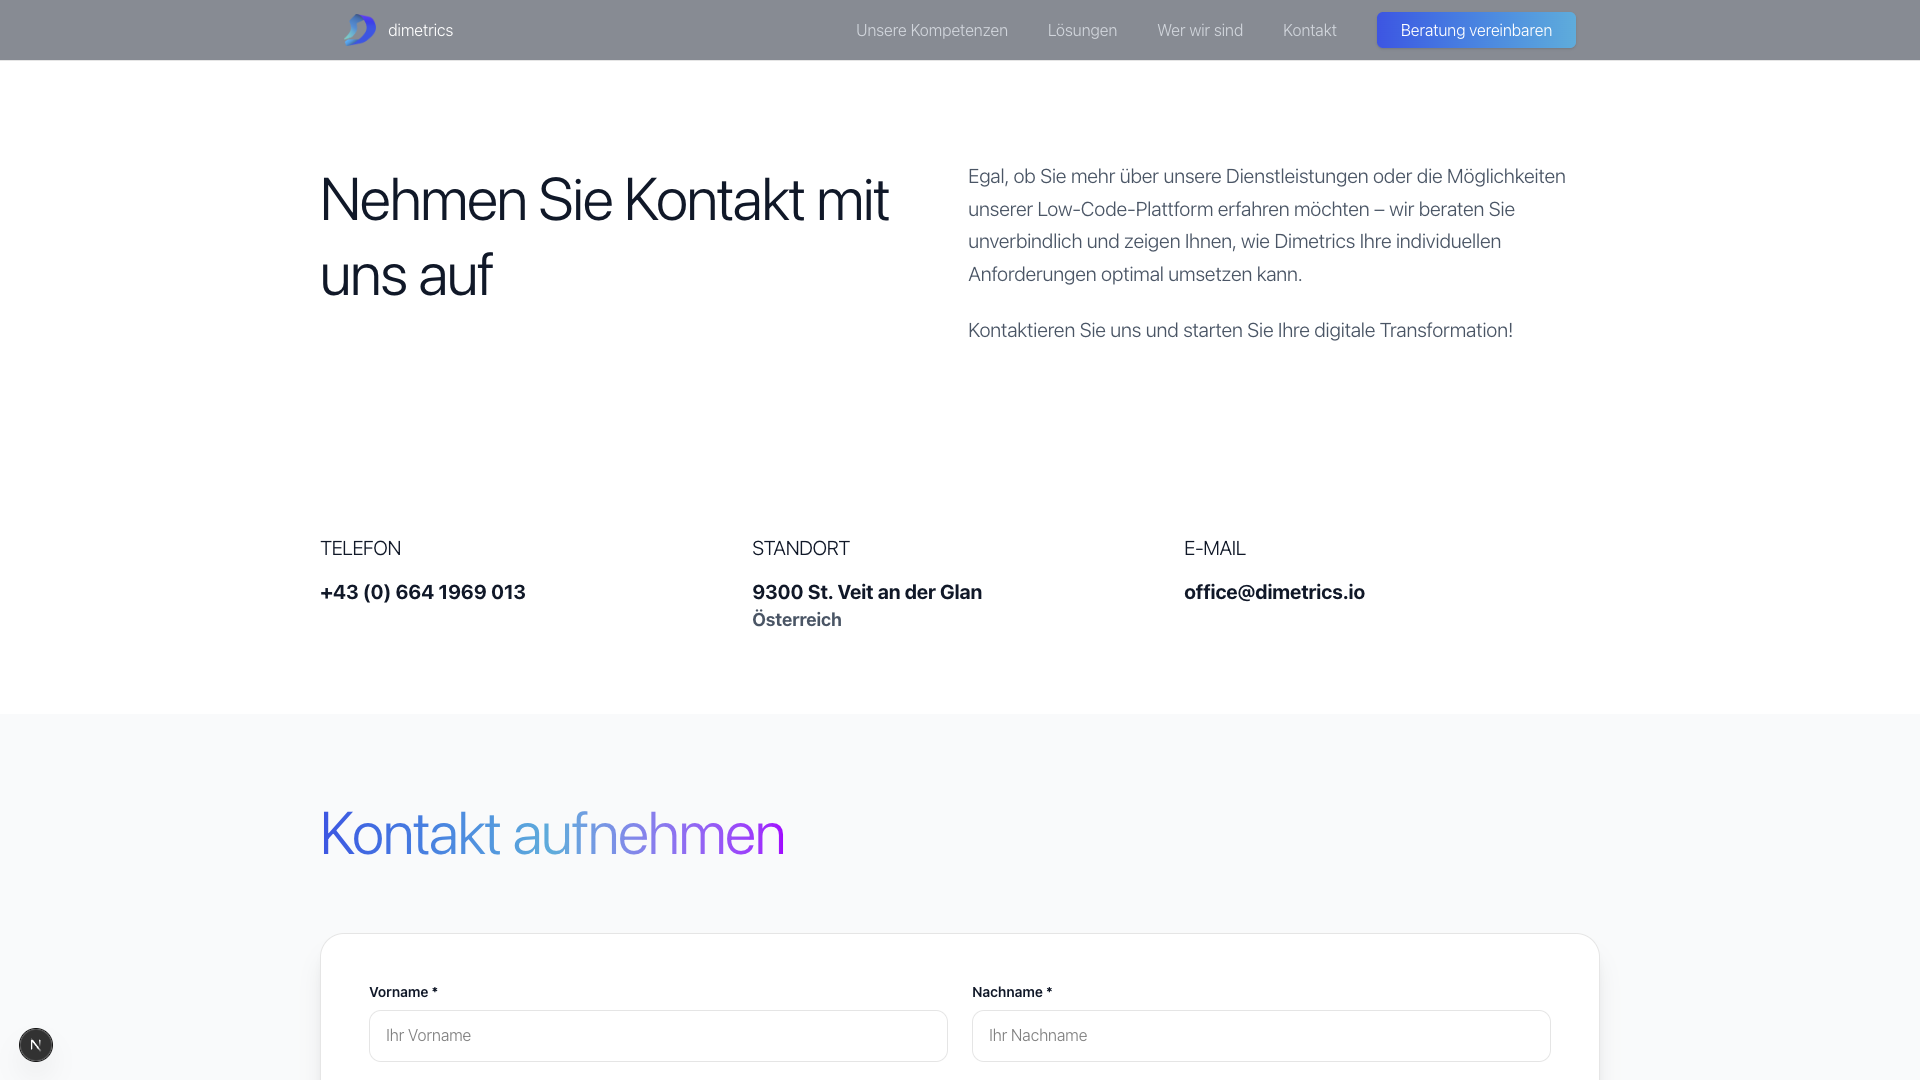 dimetrics
Unsere Kompetenzen
Lösungen
Wer wir sind
Kontakt
Beratung vereinbaren
Nehmen Sie Kontakt mit
uns auf
Egal, ob Sie mehr über unsere Dienstleistungen oder die Möglichkeiten
unserer Low-Code-Plattform erfahren möchten – wir beraten Sie
unverbindlich und zeigen Ihnen, wie Dimetrics Ihre individuellen
Anforderungen optimal umsetzen kann.
Kontaktieren Sie uns und starten Sie Ihre digitale Transformation!
TELEFON
+43 (0) 664 1969 013
STANDORT
9300 St. Veit an der Glan
Österreich
E-MAIL
office@dimetrics.io
Kontakt aufnehmen
Vorname *
Ihr Vorname
Nachname *
Ihr Nachname
N